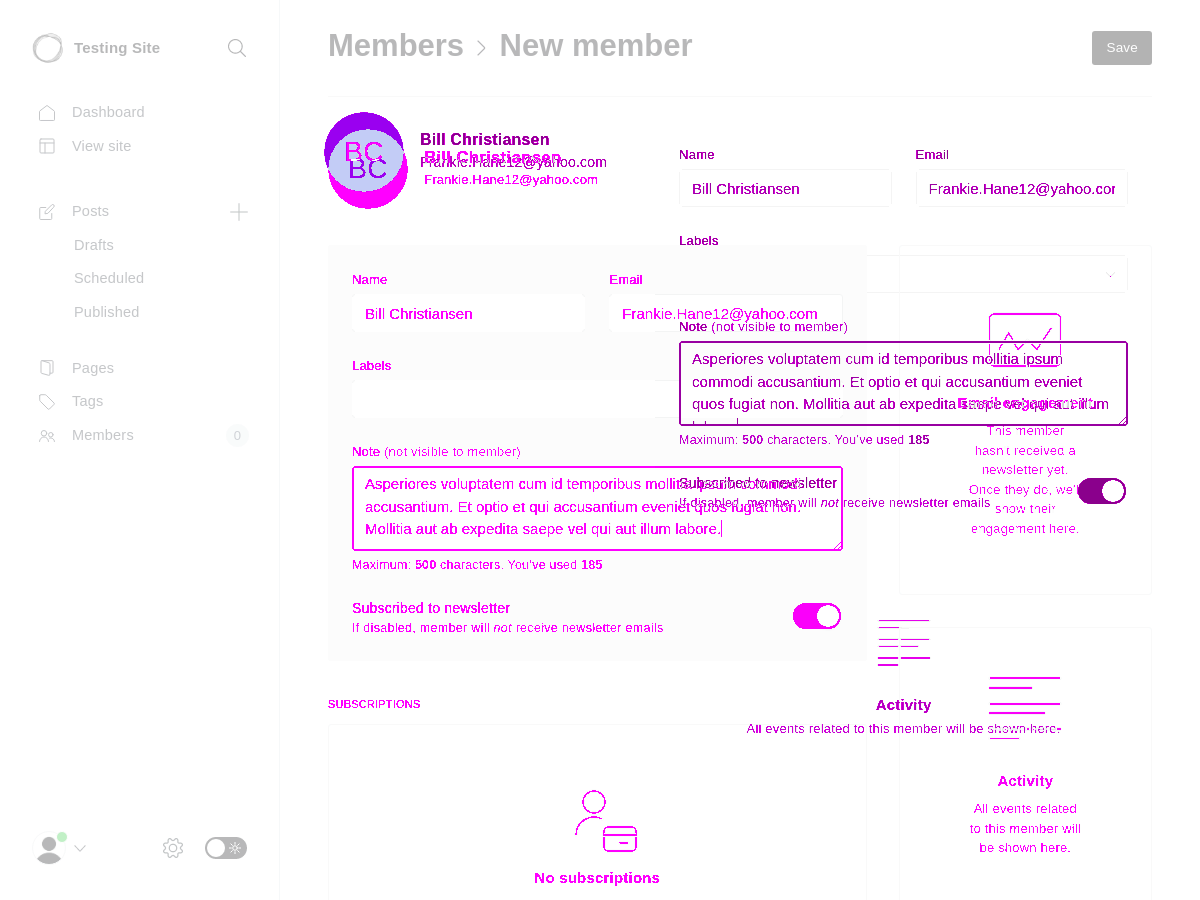 Testing Site
Members > New member
Save
Dashboard
View site
Posts
Drafts
Scheduled
Published
Pages
Tags
Members
0
BC
BC
Bill Christiansen
Frankie.Hane12@yahoo.com
Bill Christiansen
Frankie.Hane12@yahoo.com
Name
Bill Christiansen
Email
Frankie.Hane12@yahoo.cor
Labels
Note (not visible to member)
Asperiores voluptatem cum id temporibus mollitia ipsum
commodi accusantium. Et optio et qui accusantium eveniet
quos fugiat non. Mollitia aut ab expedita saepe vel qui aut illum
Maximum: 500 characters. You've used 185
Subscribed to newsletter
If disabled, member will not receive newsletter emails
Name
Bill Christiansen
Email
Frankie.Hane12@yahoo.com
Labels
Note (not visible to member)
Asperiores voluptatem cum id temporibus mollitia ipsum commodi
accusantium. Et optio et qui accusantium eveniet quos fugiat non.
Mollitia aut ab expedita saepe vel qui aut illum labore.
Maximum: 500 characters. You've used 185
Subscribed to newsletter
If disabled, member will not receive newsletter emails
Email engagement
This member
hasn't received a
newsletter yet.
Once they do, we'll
show their
engagement here.
SUBSCRIPTIONS
No subscriptions
Activity
All events related to this member will be shown here.
Activity
All events related
to this member will
be shown here.